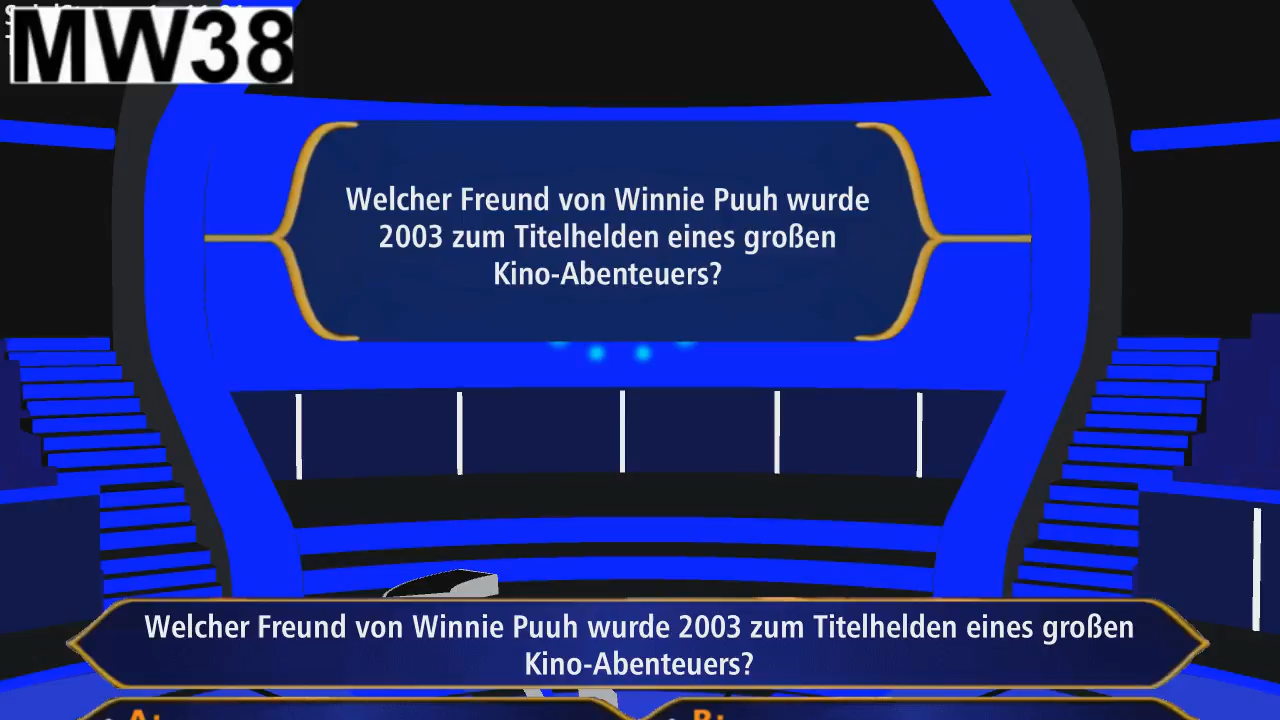 MW38
Welcher Freund von Winnie Puuh wurde
2003 zum Titelhelden eines großen
Kino-Abenteuers?
Welcher Freund von Winnie Puuh wurde 2003 zum Titelhelden eines großen
Kino-Abenteuers?
A:
B: